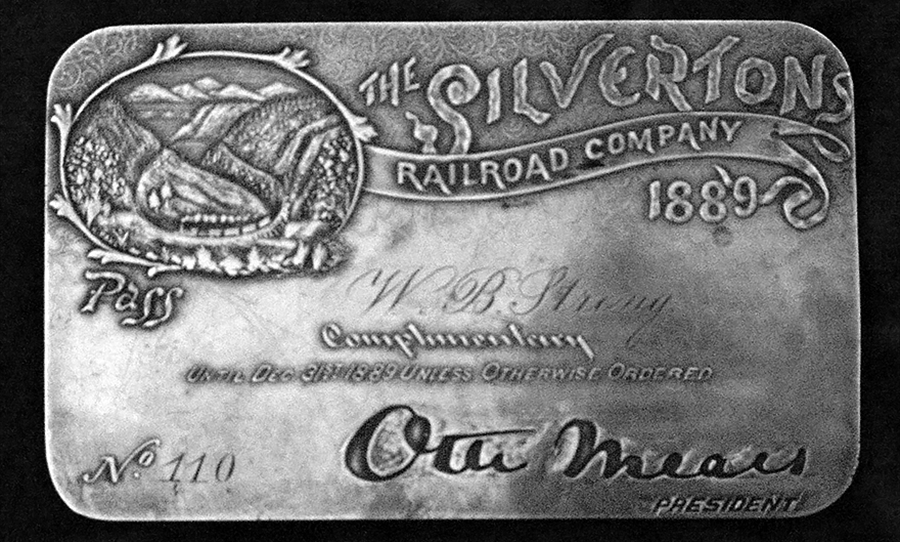 THE SILVERTON
RAILROAD COMPANY
1889
Pass
W. B. Strong
Complimentary
UNTIL DEC 31ST 1889 UNLESS OTHERWISE ORDERED
Otto Mears
No 110
PRESIDENT